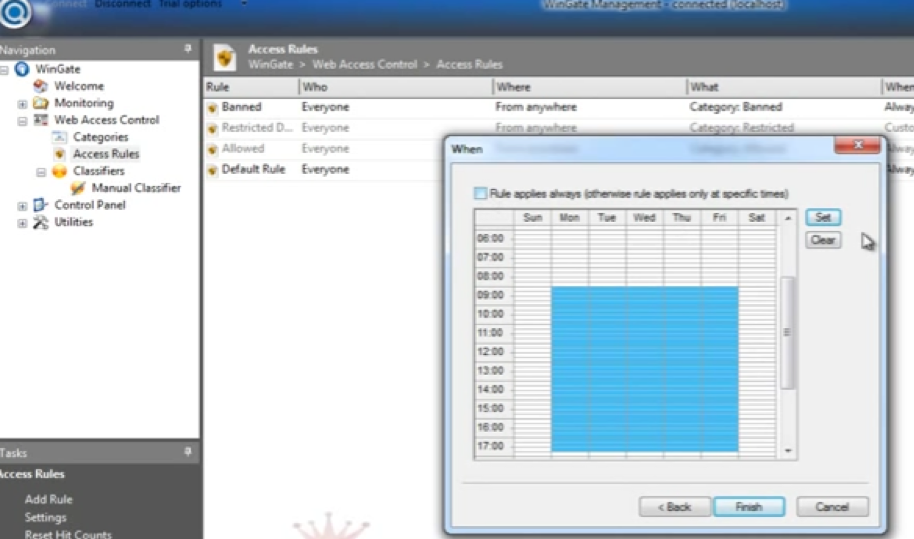 Connect Disconnect Trial options
WinGate Management - connected (localhost)
Navigation
WinGate
Welcome
Monitoring
Web Access Control
Categories
Access Rules
Classifiers
Manual Classifier
Control Panel
Utilities
Tasks
Access Rules
Add Rule
Settings
Reset Hit Counts
Access Rules
WinGate > Web Access Control > Access Rules
Rule Who Where What When
Banned Everyone From anywhere Category: Banned Alway
Restricted D... Everyone From anywhere Category: Restricted Custo
Allowed Everyone Alway
Default Rule Everyone Alway
When
Rule applies always (otherwise rule applies only at specific times)
Sun Mon Tue Wed Thu Fri Sat
Set
Clear
06:00
07:00
08:00
09:00
10:00
11:00
12:00
13:00
14:00
15:00
16:00
17:00
< Back Finish Cancel